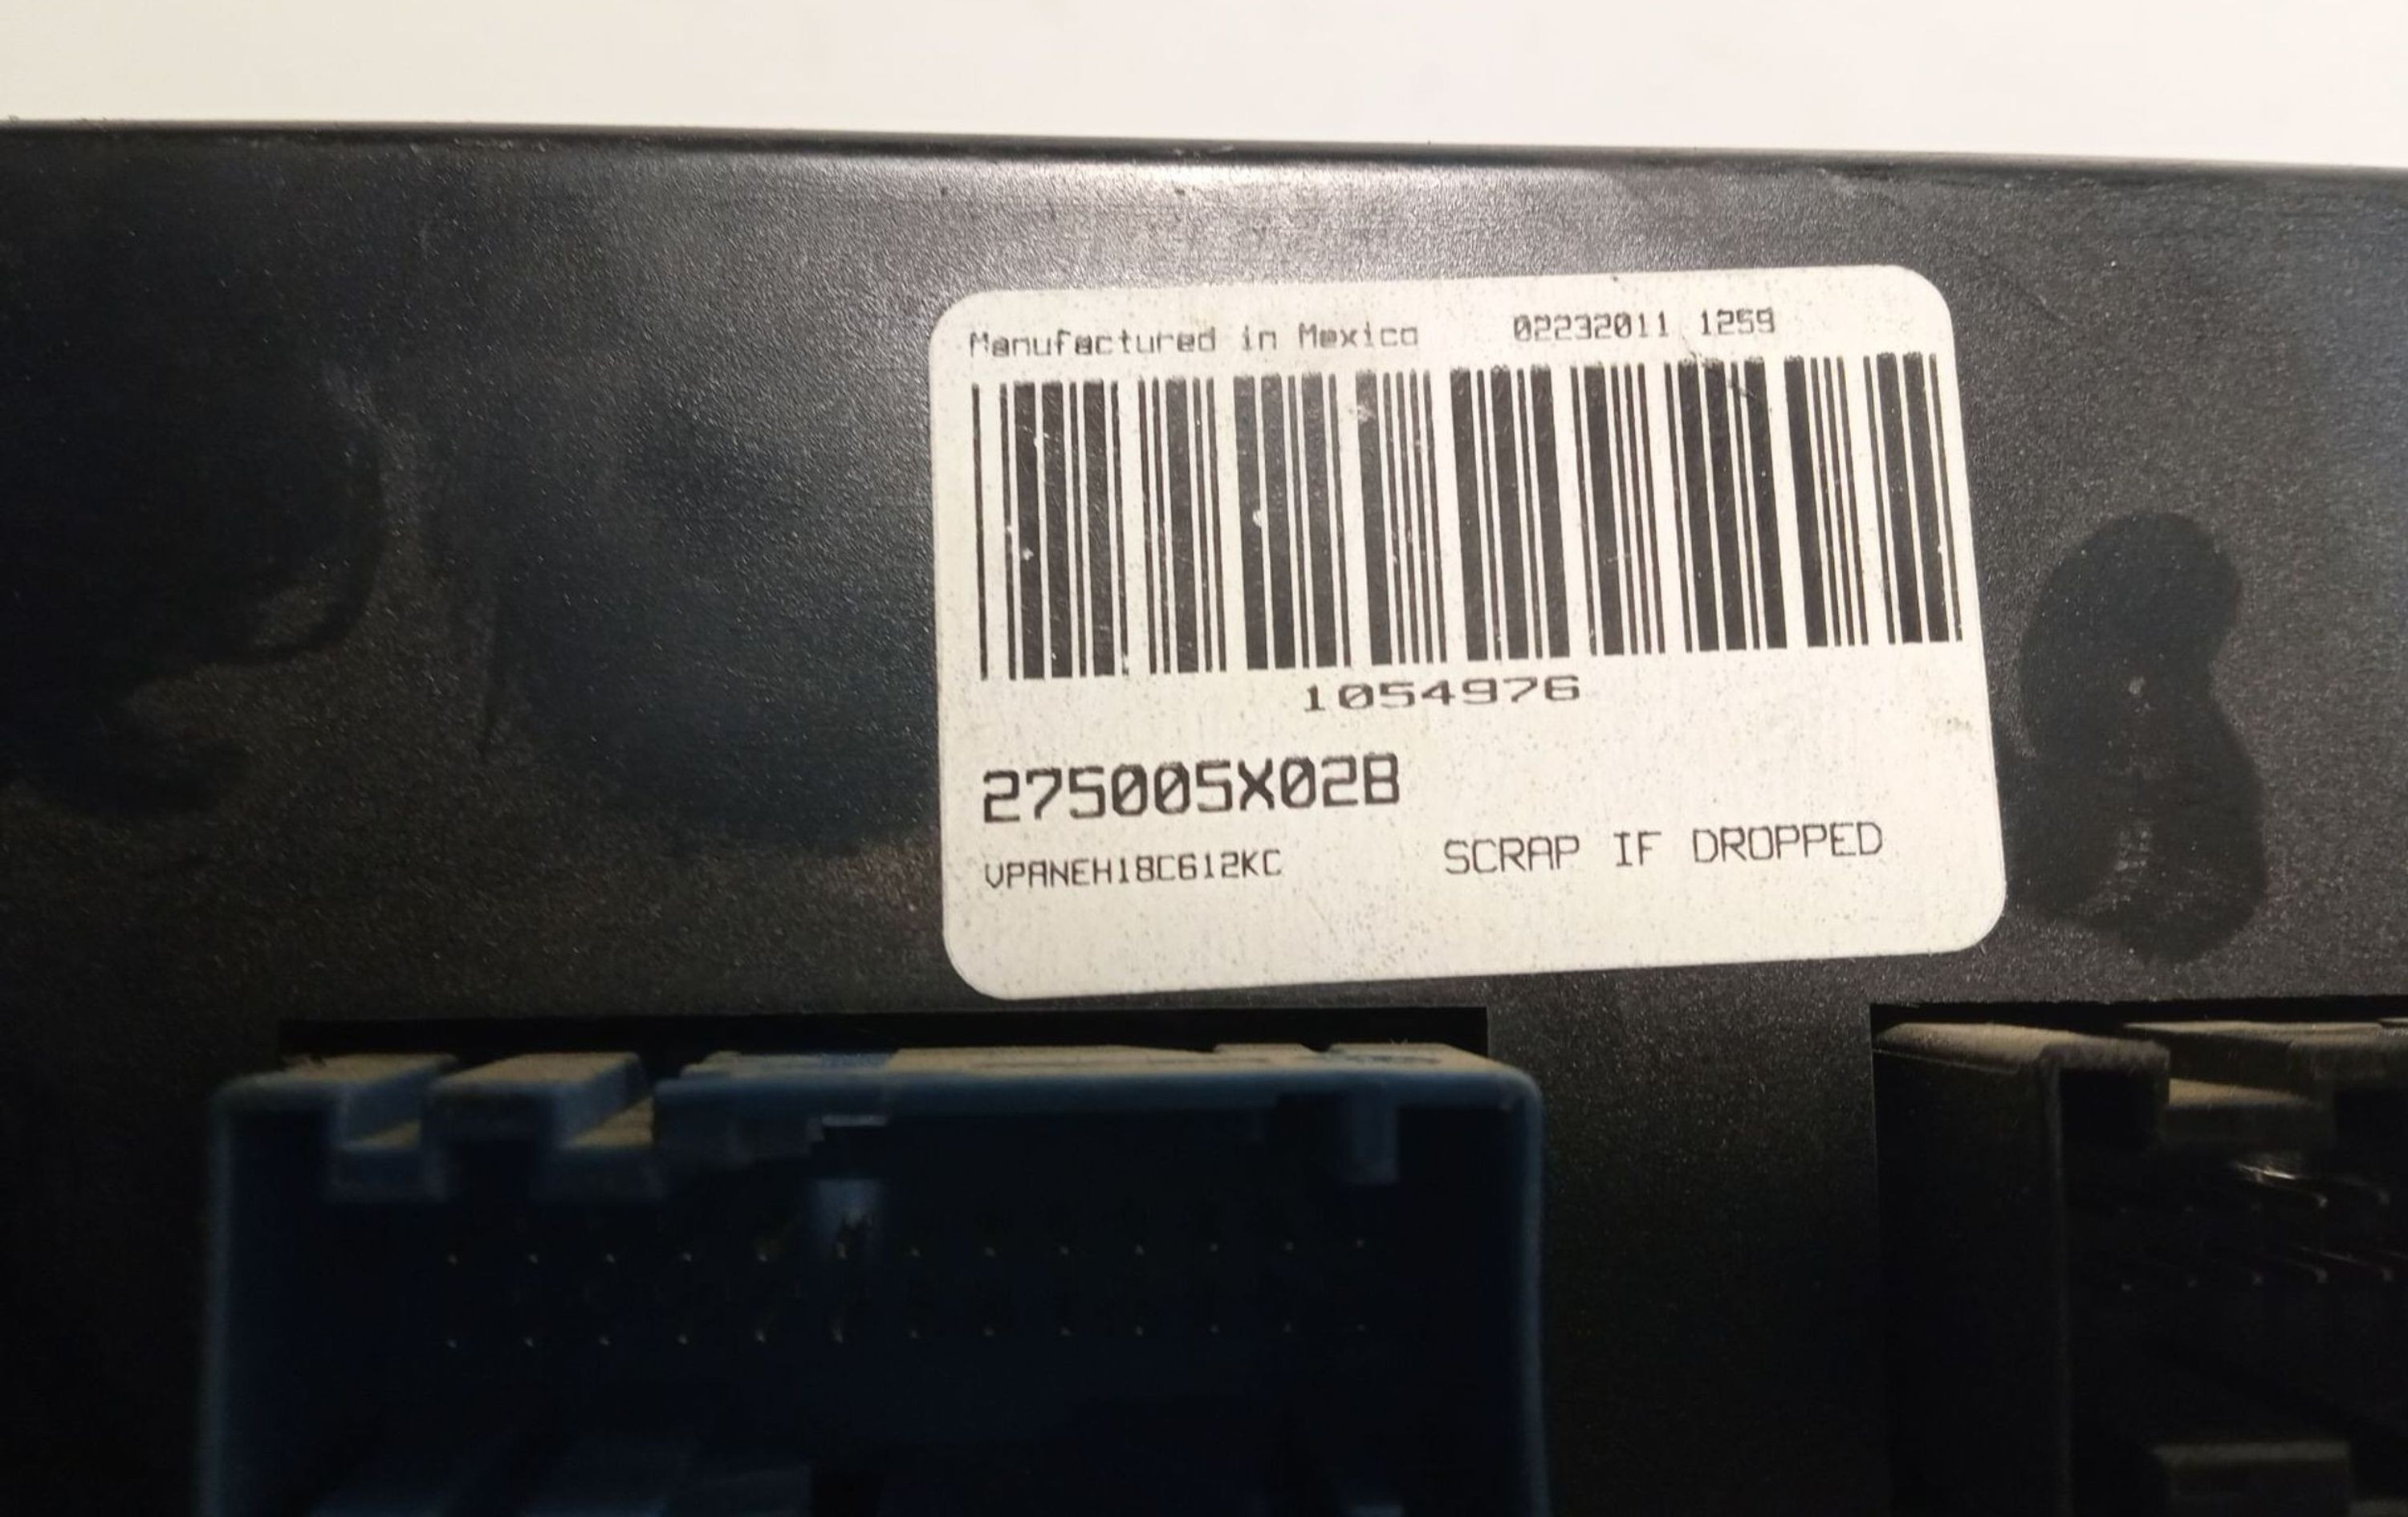 Manufactured in Mexico 02232011 1259
1054976
275005X02B
VPANEH18C612KC SCRAP IF DROPPED